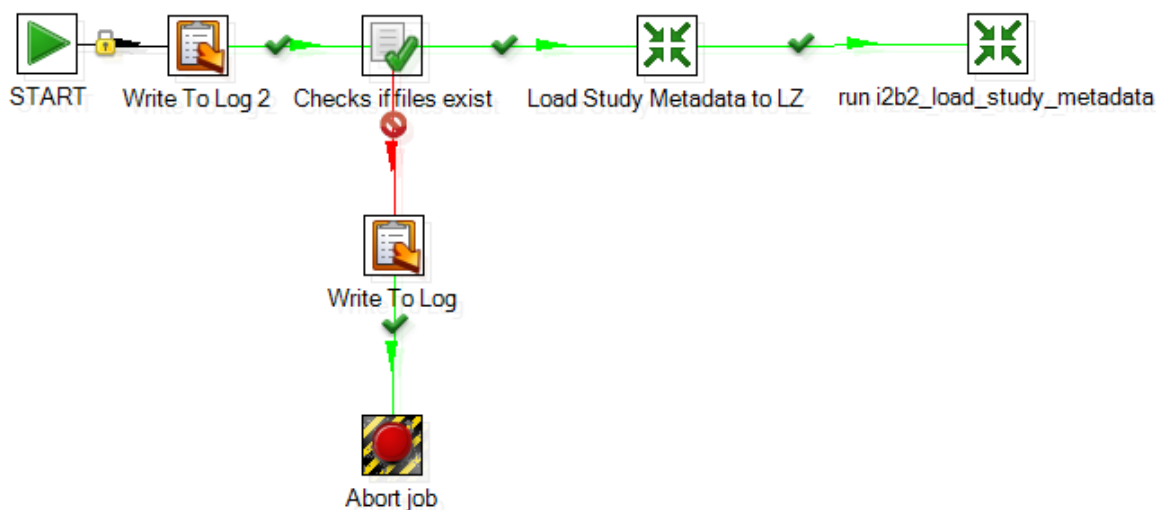 START
Write To Log 2
Checks if files exist
Load Study Metadata to LZ
run i2b2_load_study_metadata
Write To Log
Abort job